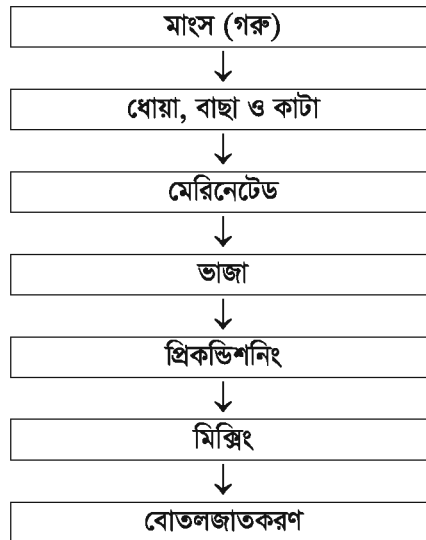 মাংস (গরু)
ধোয়া, বাছা ও কাটা
মেরিনেটেড
ভাজা
প্রিকন্ডিশনিং
মিক্সিং
বোতলজাতকরণ